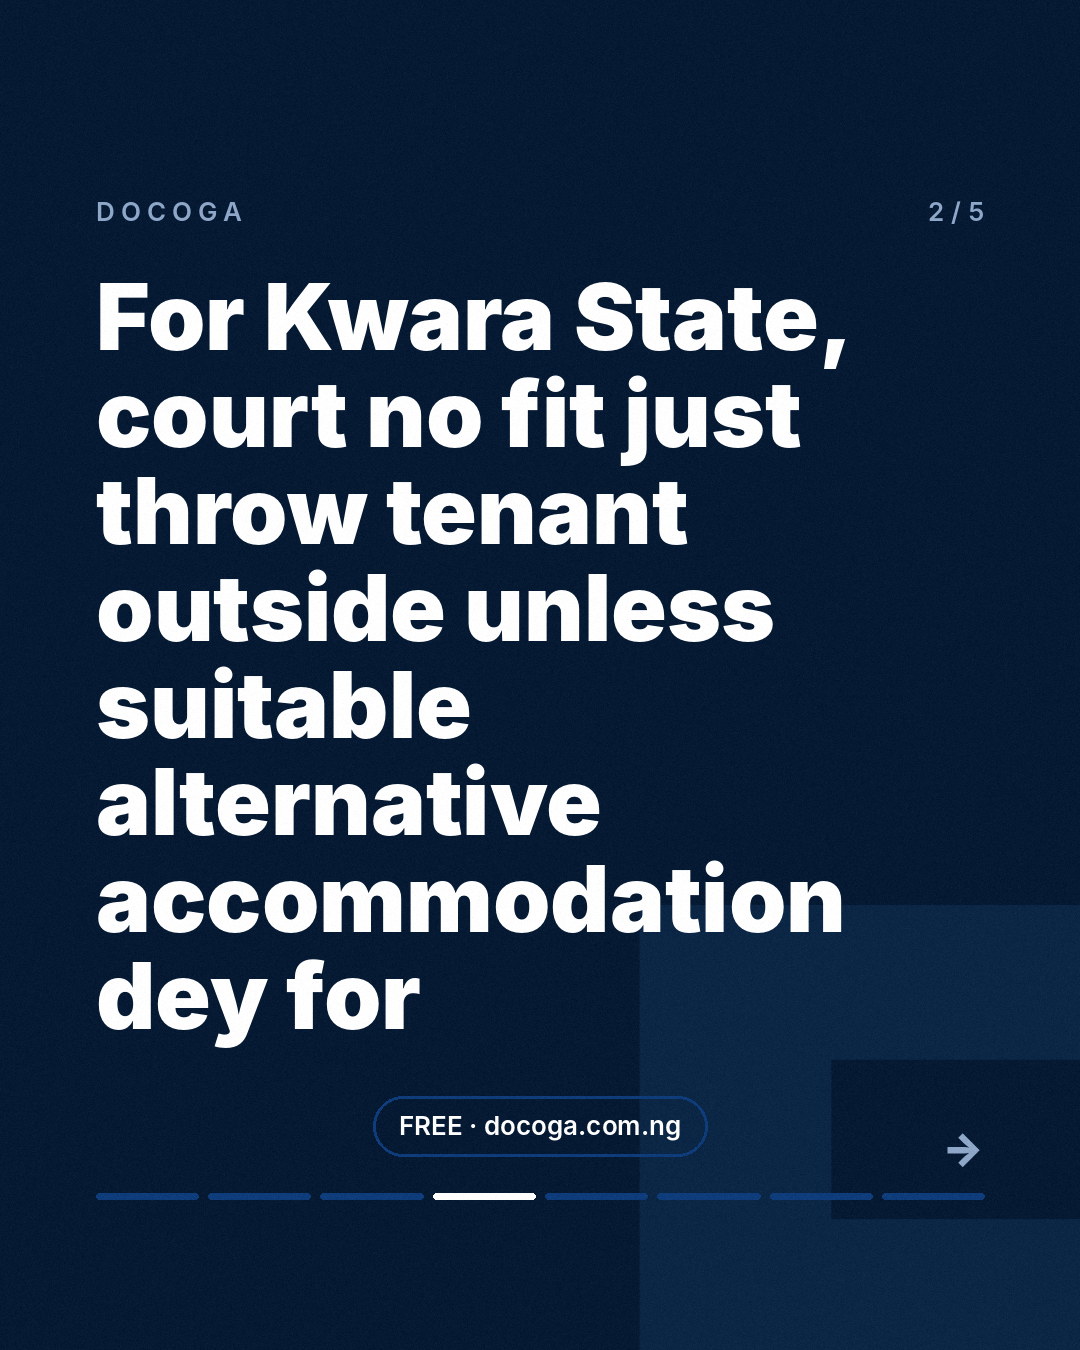 DOCOGA
2 / 5
For Kwara State,
court no fit just
throw tenant
outside unless
suitable
alternative
accommodation
dey for
FREE · docoga.com.ng
→